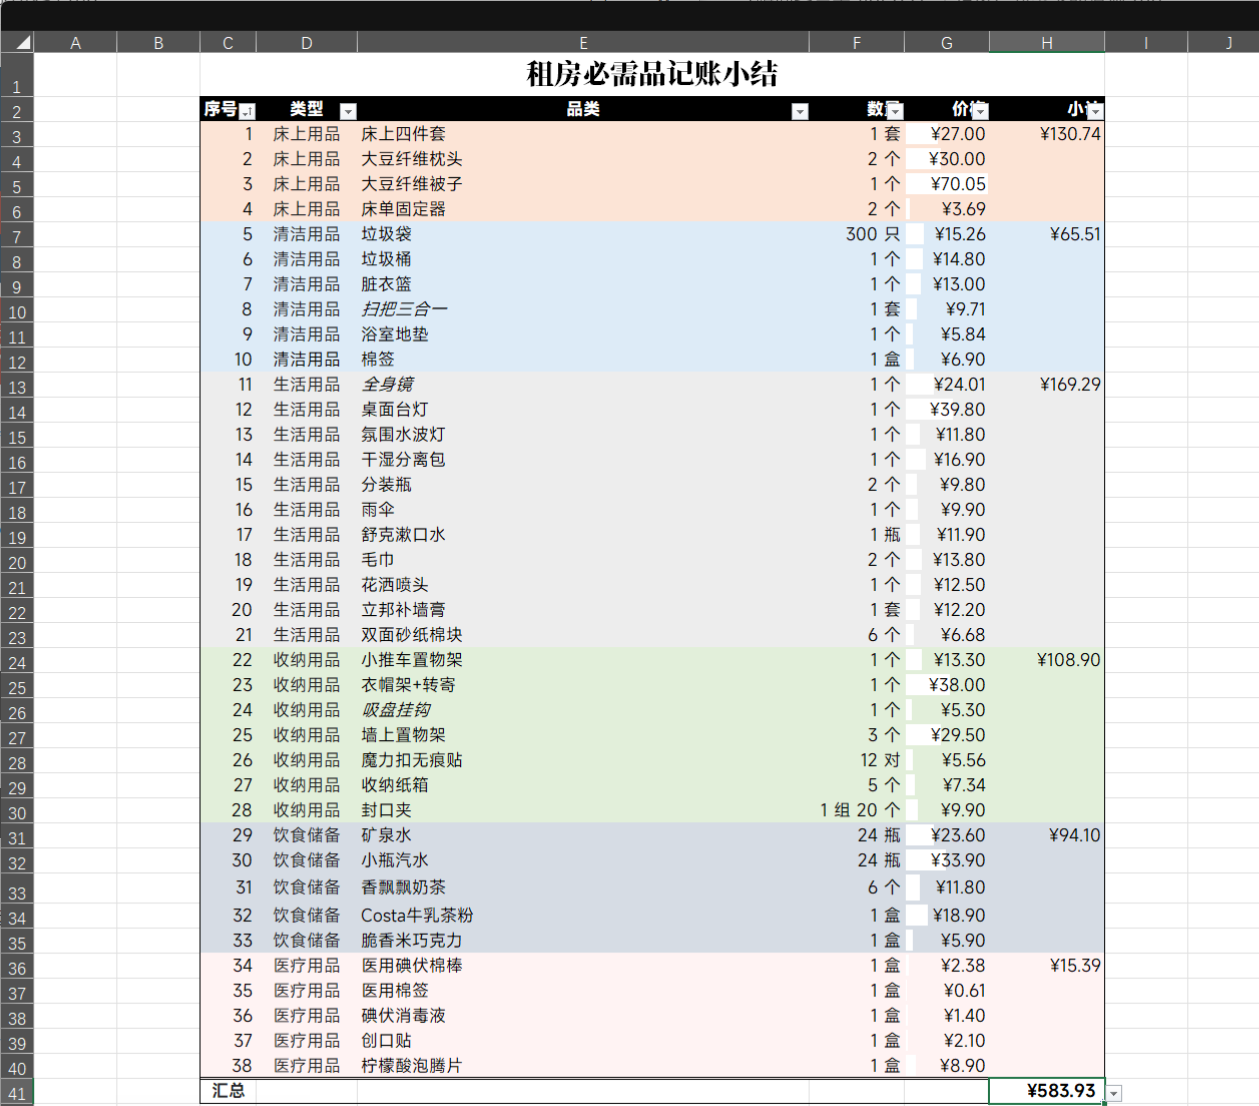 A B C D E F G H I J
1 租房必需品记账小结
2 序号 类型 品类 数量 价格 小计
3 1 床上用品 床上四件套 1 套 ¥27.00 ¥130.74
4 2 床上用品 大豆纤维枕头 2 个 ¥30.00
5 3 床上用品 大豆纤维被子 1 个 ¥70.05
6 4 床上用品 床单固定器 2 个 ¥3.69
7 5 清洁用品 垃圾袋 300 只 ¥15.26 ¥65.51
8 6 清洁用品 垃圾桶 1 个 ¥14.80
9 7 清洁用品 脏衣篮 1 个 ¥13.00
10 8 清洁用品 扫把三合一 1 套 ¥9.71
11 9 清洁用品 浴室地垫 1 个 ¥5.84
12 10 清洁用品 棉签 1 盒 ¥6.90
13 11 生活用品 全身镜 1 个 ¥24.01 ¥169.29
14 12 生活用品 桌面台灯 1 个 ¥39.80
15 13 生活用品 氛围水波灯 1 个 ¥11.80
16 14 生活用品 干湿分离包 1 个 ¥16.90
17 15 生活用品 分装瓶 2 个 ¥9.80
18 16 生活用品 雨伞 1 个 ¥9.90
19 17 生活用品 舒克漱口水 1 瓶 ¥11.90
20 18 生活用品 毛巾 2 个 ¥13.80
21 19 生活用品 花洒喷头 1 个 ¥12.50
22 20 生活用品 立邦补墙膏 1 套 ¥12.20
23 21 生活用品 双面砂纸棉块 6 个 ¥6.68
24 22 收纳用品 小推车置物架 1 个 ¥13.30 ¥108.90
25 23 收纳用品 衣帽架+转寄 1 个 ¥38.00
26 24 收纳用品 吸盘挂钩 1 个 ¥5.30
27 25 收纳用品 墙上置物架 3 个 ¥29.50
28 26 收纳用品 魔力扣无痕贴 12 对 ¥5.56
29 27 收纳用品 收纳纸箱 5 个 ¥7.34
30 28 收纳用品 封口夹 1 组 20 个 ¥9.90
31 29 饮食储备 矿泉水 24 瓶 ¥23.60 ¥94.10
32 30 饮食储备 小瓶汽水 24 瓶 ¥33.90
33 31 饮食储备 香飘飘奶茶 6 个 ¥11.80
34 32 饮食储备 Costa牛乳茶粉 1 盒 ¥18.90
35 33 饮食储备 脆香米巧克力 1 盒 ¥5.90
36 34 医疗用品 医用碘伏棉棒 1 盒 ¥2.38 ¥15.39
37 35 医疗用品 医用棉签 1 盒 ¥0.61
38 36 医疗用品 碘伏消毒液 1 盒 ¥1.40
39 37 医疗用品 创口贴 1 盒 ¥2.10
40 38 医疗用品 柠檬酸泡腾片 1 盒 ¥8.90
41 汇总 ¥583.93